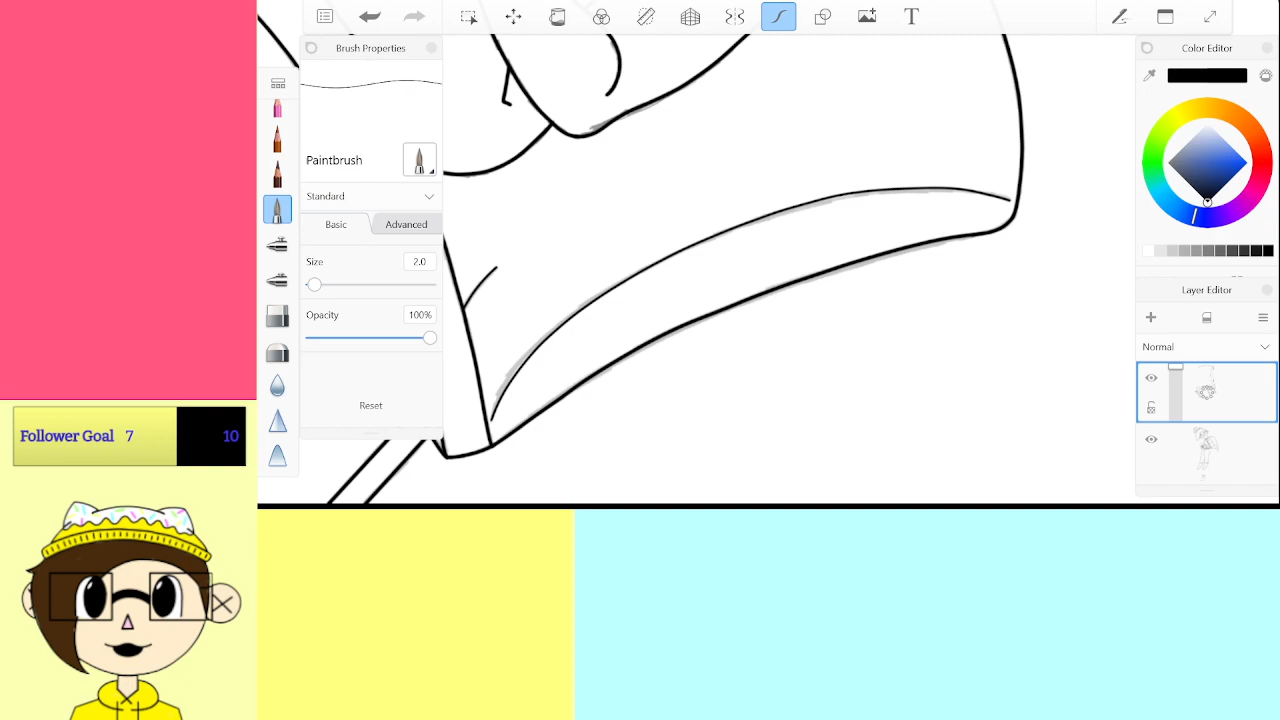 T
Brush Properties
Color Editor
Paintbrush
Standard
Basic
Advanced
Size
2.0
Opacity
100%
Reset
Layer Editor
Normal
Follower Goal 7
10